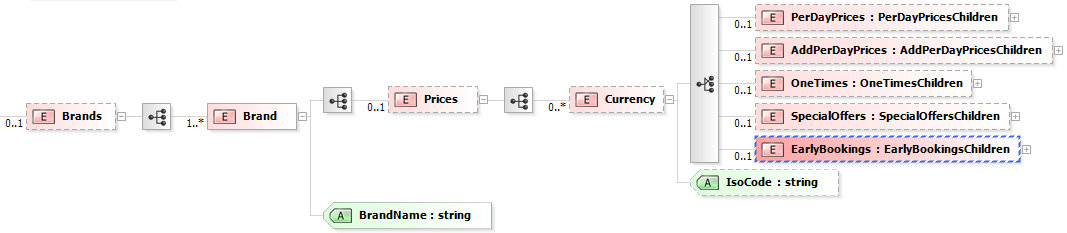 E PerDayPrices : PerDayPricesChildren
0..1
E AddPerDayPrices : AddPerDayPricesChildren
0..1
E OneTimes : OneTimesChildren
0..1
E Brands
0..1
E Brand
1..*
E Prices
0..1
E Currency
0..*
E SpecialOffers : SpecialOffersChildren
0..1
E EarlyBookings : EarlyBookingsChildren
0..1
A IsoCode : string
A BrandName : string